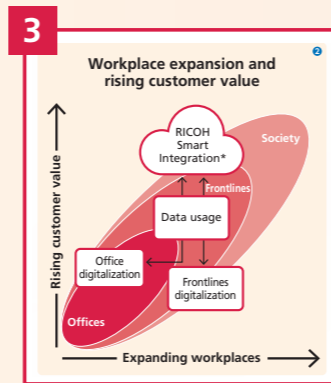 3
2
Workplace expansion and
rising customer value
Rising customer value
RICOH
Smart
Integration*
Society
Frontlines
Data usage
Office
digitalization
Frontlines
digitalization
Offices
Expanding workplaces